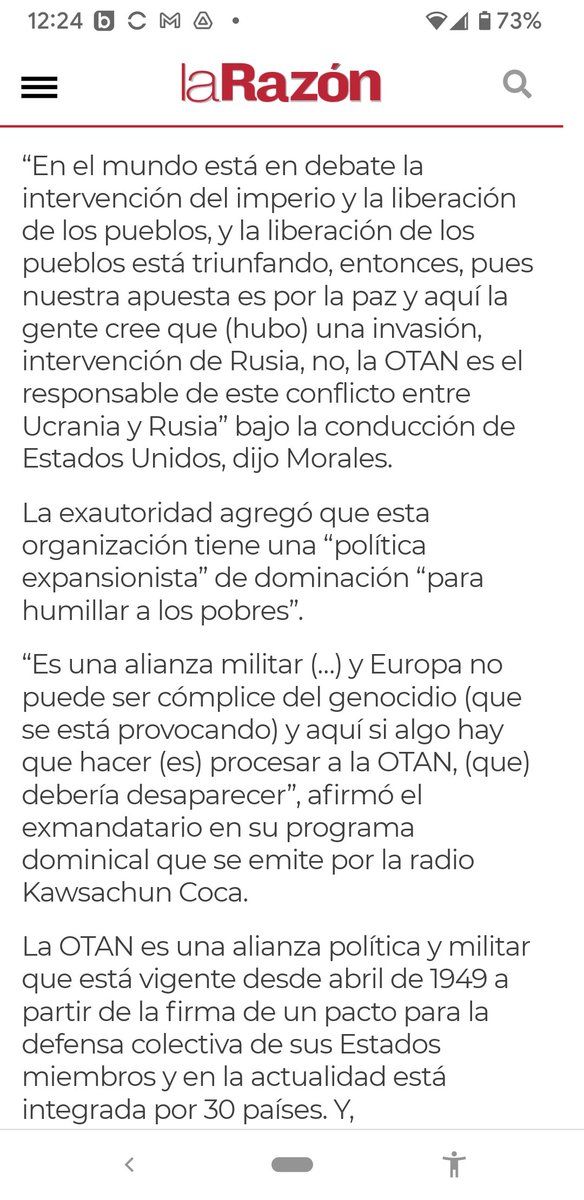 12:24
73%
laRazón
“En el mundo está en debate la
intervención del imperio y la liberación
de los pueblos, y la liberación de los
pueblos está triunfando, entonces, pues
nuestra apuesta es por la paz y aquí la
gente cree que (hubo) una invasión,
intervención de Rusia, no, la OTAN es el
responsable de este conflicto entre
Ucrania y Rusia” bajo la conducción de
Estados Unidos, dijo Morales.
La exautoridad agregó que esta
organización tiene una “política
expansionista” de dominación “para
humillar a los pobres”.
“Es una alianza militar (...) y Europa no
puede ser cómplice del genocidio (que
se está provocando) y aquí si algo hay
que hacer (es) procesar a la OTAN, (que)
debería desaparecer”, afirmó el
exmandatario en su programa
dominical que se emite por la radio
Kawsachun Coca.
La OTAN es una alianza política y militar
que está vigente desde abril de 1949 a
partir de la firma de un pacto para la
defensa colectiva de sus Estados
miembros y en la actualidad está
integrada por 30 países. Y,